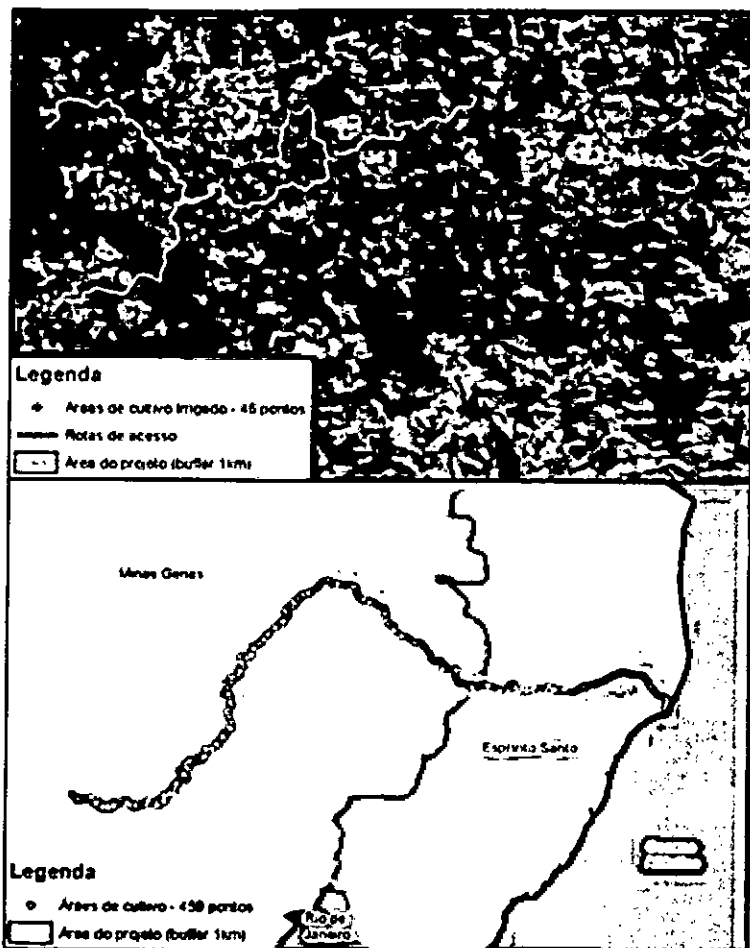 Legenda
Áreas de cultivo Irrigado - 45 pontos
Rotas de acesso
Área do projeto (buffer 1km)
Minas Gerais
Espírito Santo
Legenda
Áreas de cultivo - 459 pontos
Área do projeto (buffer 1km)
Rio de
Janeiro